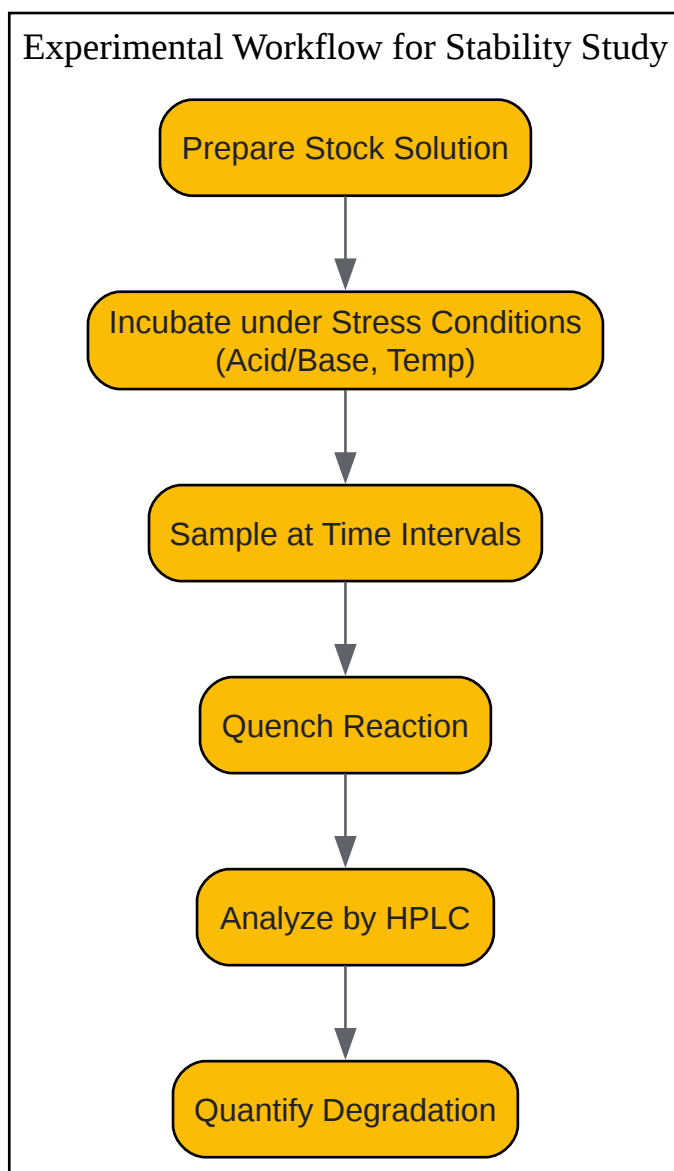 Experimental Workflow for Stability Study
Prepare Stock Solution
Incubate under Stress Conditions
(Acid/Base, Temp)
Sample at Time Intervals
Quench Reaction
Analyze by HPLC
Quantify Degradation